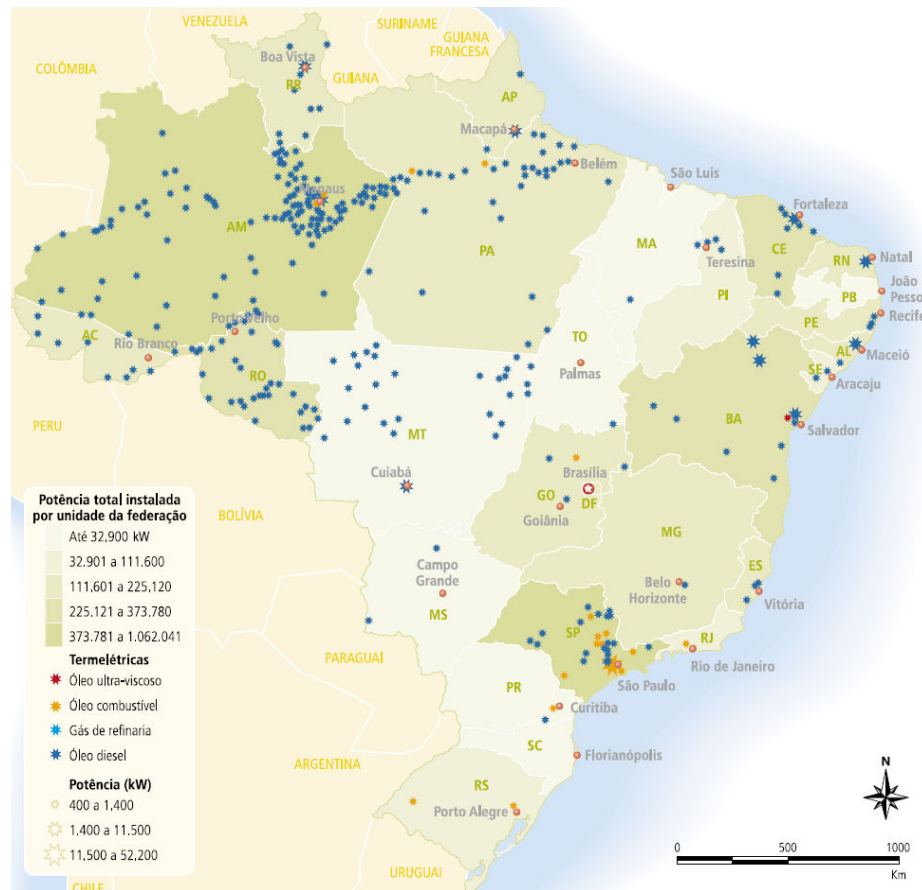 VENEZUELA
SURINAME
GUIANA
FRANCESA
COLÔMBIA
Boa Vista
GUIANA
RR
AP
Macapá
Belém
São Luis
Manaus
Fortaleza
AM
PA
MA
Teresina
CE
RN
Natal
João
Pesso
PB
PI
Recife
PE
AC
Porto Velho
Rio Branco
TO
AL
Maceió
Palmas
SE
Aracaju
RO
PERU
MT
BA
Salvador
Cuiabá
Brasília
GO
DF
Goiânia
BOLÍVIA
MG
Campo
Grande
Belo
Horizonte
ES
Vitória
MS
SP
RJ
Rio de Janeiro
PARAGUAI
São Paulo
PR
Curitiba
SC
Florianópolis
ARGENTINA
RS
Porto Alegre
URUGUAI
CHILE
Potência total instalada
por unidade da federação
Até 32,900 kW
32.901 a 111.600
111,601 a 225,120
225.121 a 373.780
373.781 a 1.062.041
Termelétricas
Óleo ultra-viscoso
Óleo combustível
Gás de refinaria
Óleo diesel
Potência (kW)
400 a 1,400
1.400 a 11.500
11,500 a 52,200
N
0 500 1000
Km